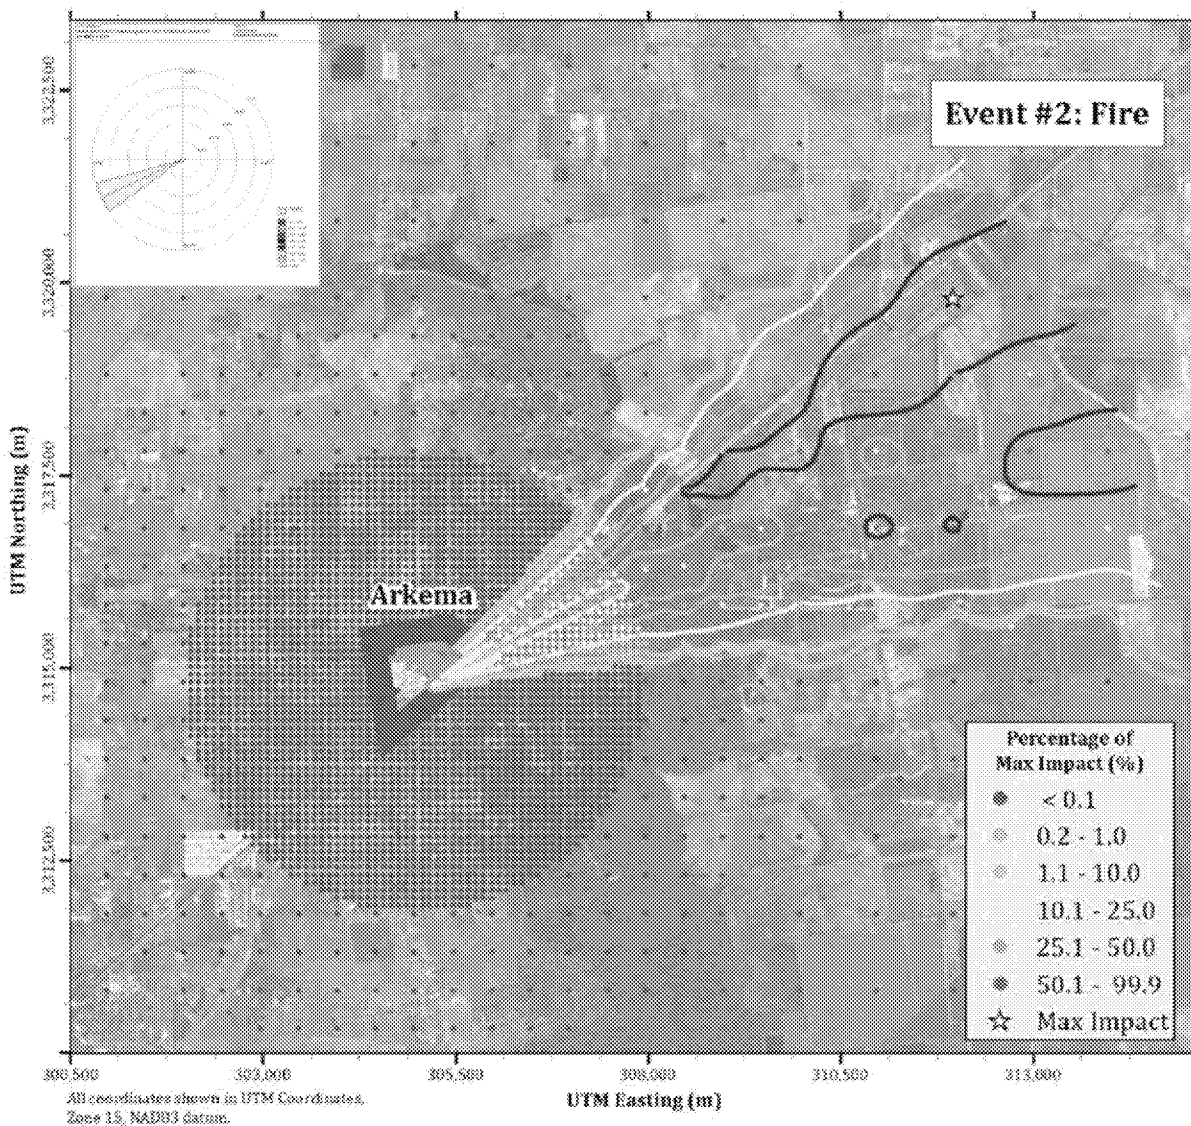 Event #2: Fire
3,322,500
3,320,000
3,317,500
3,315,000
3,312,500
UTM Northing (m)
Arkema
Percentage of
Max Impact (%)
< 0.1
0.2 - 1.0
1.1 - 10.0
10.1 - 25.0
25.1 - 50.0
50.1 - 99.9
Max Impact
300,500
303,000
305,500
308,000
310,500
313,000
UTM Easting (m)
All coordinates shown in UTM Coordinates,
Zone 15, NAD83 datum.